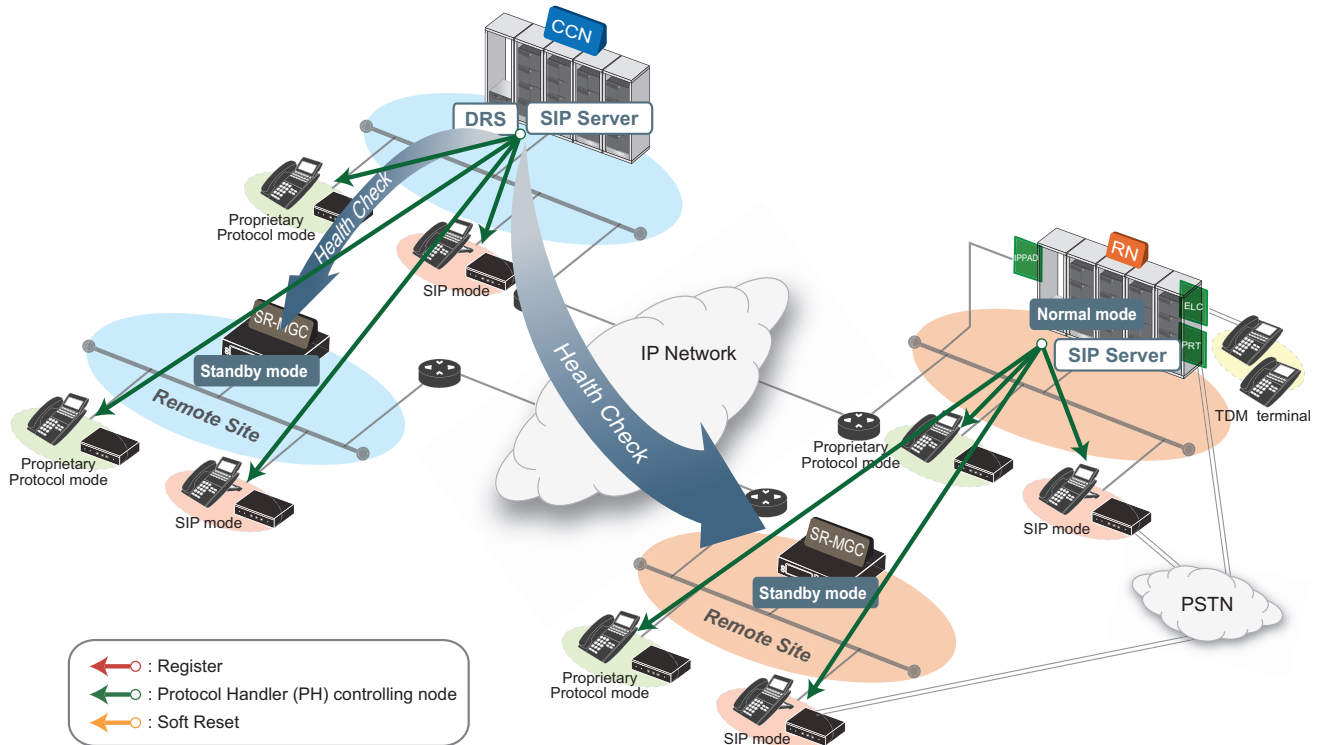 CCN
DRS
SIP Server
Health Check
Proprietary
Protocol mode
SIP mode
SR-MGC
Standby mode
Remote Site
Proprietary
Protocol mode
SIP mode
IP Network
Health Check
RN
IPPAD
ELC
PRT
Normal mode
SIP Server
TDM terminal
Proprietary
Protocol mode
SIP mode
SR-MGC
Standby mode
Remote Site
Proprietary
Protocol mode
SIP mode
PSTN
: Register
: Protocol Handler (PH) controlling node
: Soft Reset